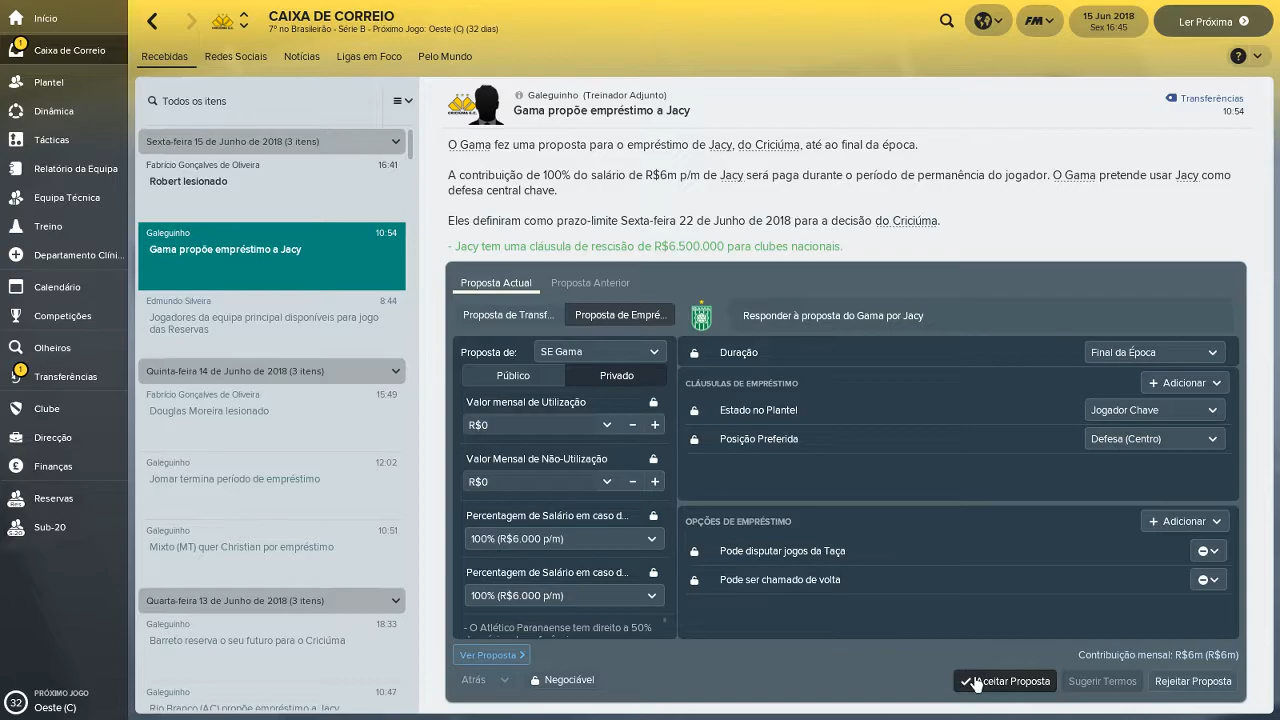 Início
CAIXA DE CORREIO
7º no Brasileirão - Série B - Próximo Jogo: Oeste (C) (32 dias)
FM
15 Jun 2018
Sex 16:45
Ler Próxima
1
Caixa de Correio
Recebidas
Redes Sociais
Notícias
Ligas em Foco
Pelo Mundo
?
Plantel
Dinâmica
Tácticas
Relatório da Equipa
Equipa Técnica
Treino
Departamento Clíni...
Calendário
Competições
Olheiros
1
Transferências
Clube
Direcção
£
Finanças
Res
Reservas
S-20
Sub-20
32
PRÓXIMO JOGO
Oeste (C)
Todos os itens
Sexta-feira 15 de Junho de 2018 (3 itens)
Fabrício Gonçalves de Oliveira
16:41
Robert lesionado
Galeguinho
10:54
Gama propõe empréstimo a Jacy
Edmundo Silveira
8:44
Jogadores da equipa principal disponíveis para jogo
das Reservas
Quinta-feira 14 de Junho de 2018 (3 itens)
Fabrício Gonçalves de Oliveira
15:49
Douglas Moreira lesionado
Galeguinho
12:02
Jomar termina período de empréstimo
Galeguinho
10:51
Mixto (MT) quer Christian por empréstimo
Quarta-feira 13 de Junho de 2018 (3 itens)
Galeguinho
18:33
Barreto reserva o seu futuro para o Criciúma
Galeguinho
10:47
Rio Branco (AC) propõe empréstimo a Jacy
Galeguinho (Treinador Adjunto)
Gama propõe empréstimo a Jacy
Transferências
10:54
O Gama fez uma proposta para o empréstimo de Jacy, do Criciúma, até ao final da época.
A contribuição de 100% do salário de R$6m p/m de Jacy será paga durante o período de permanência do jogador. O Gama pretende usar Jacy como
defesa central chave.
Eles definiram como prazo-limite Sexta-feira 22 de Junho de 2018 para a decisão do Criciúma.
- Jacy tem uma cláusula de rescisão de R$6.500.000 para clubes nacionais.
Proposta Actual
Proposta Anterior
Proposta de Transf...
Proposta de Empré...
Responder à proposta do Gama por Jacy
Proposta de:
SE Gama
Público
Privado
Valor mensal de Utilização
R$0
Valor Mensal de Não-Utilização
R$0
Percentagem de Salário em caso d...
100% (R$6.000 p/m)
Percentagem de Salário em caso d...
100% (R$6.000 p/m)
- O Atlético Paranaense tem direito a 50%
Duração
Final da Época
CLÁUSULAS DE EMPRÉSTIMO
Adicionar
Estado no Plantel
Jogador Chave
Posição Preferida
Defesa (Centro)
OPÇÕES DE EMPRÉSTIMO
Adicionar
Pode disputar jogos da Taça
Pode ser chamado de volta
Ver Proposta
Contribuição mensal: R$6m (R$6m)
Atrás
Negociável
Aceitar Proposta
Sugerir Termos
Rejeitar Proposta